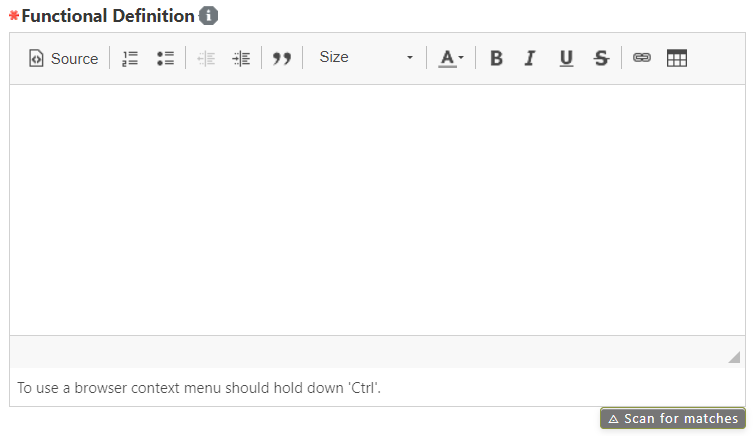 *Functional Definition
Source Size A B I U S
To use a browser context menu should hold down 'Ctrl'.
Scan for matches